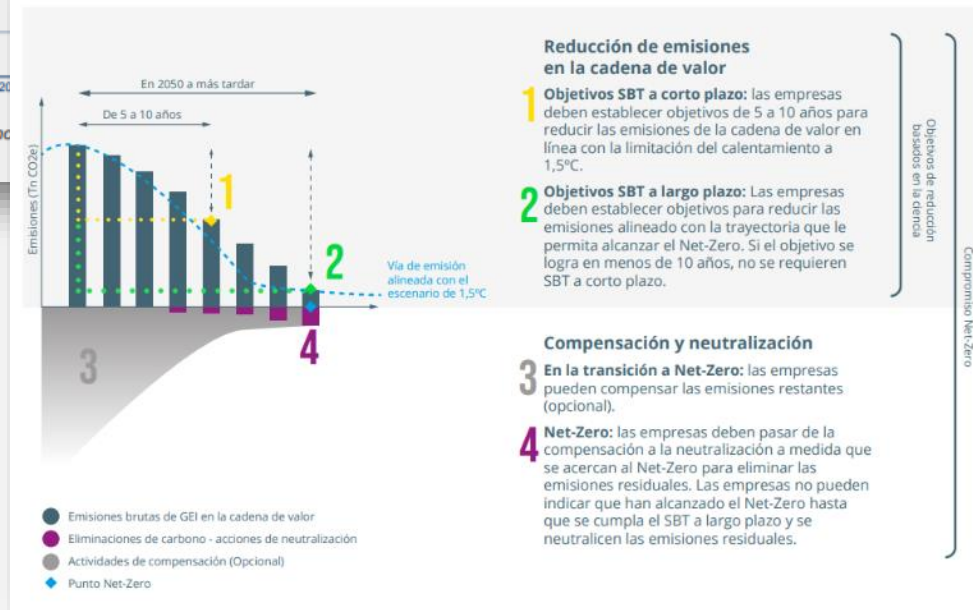 En 2050 a más tardar
De 5 a 10 años
Emisiones (Tn CO2e)
1
2
3
4
Vía de emisión
alineada con el
escenario de 1,5ºC
Emisiones brutas de GEI en la cadena de valor
Eliminaciones de carbono - acciones de neutralización
Actividades de compensación (Opcional)
Punto Net-Zero
Reducción de emisiones
en la cadena de valor
1 Objetivos SBT a corto plazo: las empresas
deben establecer objetivos de 5 a 10 años para
reducir las emisiones de la cadena de valor en
línea con la limitación del calentamiento a
1,5ºC.
2 Objetivos SBT a largo plazo: Las empresas
deben establecer objetivos para reducir las
emisiones alineado con la trayectoria que le
permita alcanzar el Net-Zero. Si el objetivo se
logra en menos de 10 años, no se requieren
SBT a corto plazo.
Compensación y neutralización
3 En la transición a Net-Zero: las empresas
pueden compensar las emisiones restantes
(opcional).
4 Net-Zero: las empresas deben pasar de la
compensación a la neutralización a medida que
se acercan al Net-Zero para eliminar las
emisiones residuales. Las empresas no pueden
indicar que han alcanzado el Net-Zero hasta
que se cumpla el SBT a largo plazo y se
neutralicen las emisiones residuales.
Objetivos de reducción
basados en la ciencia
Compromiso Net-Zero